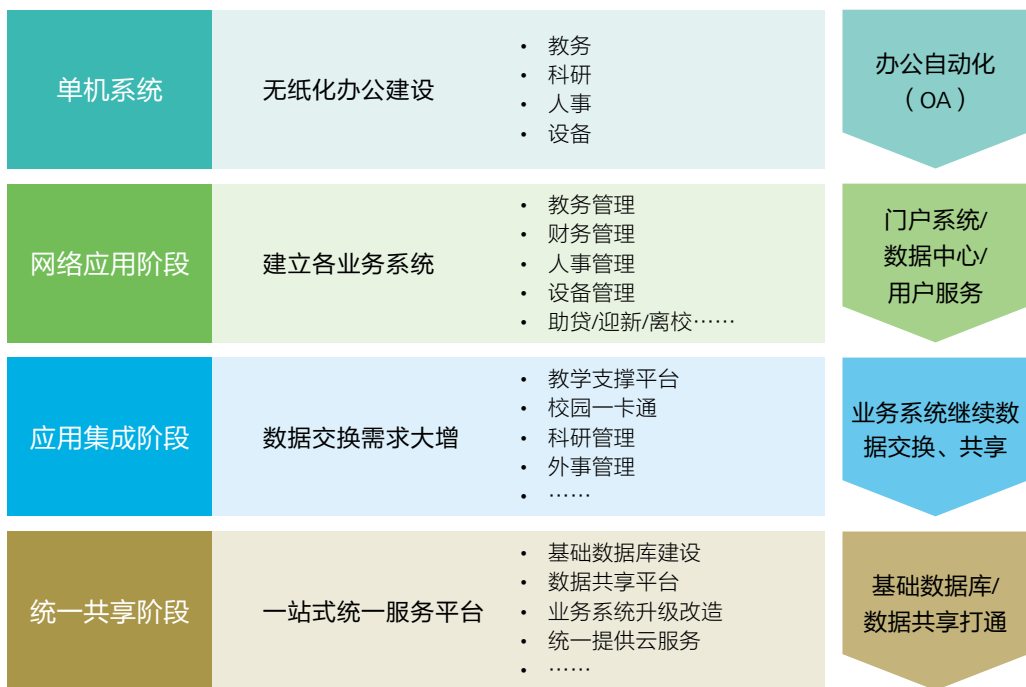 单机系统
无纸化办公建设
• 教务
• 科研
• 人事
• 设备
办公自动化
（OA）
网络应用阶段
建立各业务系统
• 教务管理
• 财务管理
• 人事管理
• 设备管理
• 助贷/迎新/离校……
门户系统/
数据中心/
用户服务
应用集成阶段
数据交换需求大增
• 教学支撑平台
• 校园一卡通
• 科研管理
• 外事管理
• ……
业务系统继续数
据交换、共享
统一共享阶段
一站式统一服务平台
• 基础数据库建设
• 数据共享平台
• 业务系统升级改造
• 统一提供云服务
• ……
基础数据库/
数据共享打通